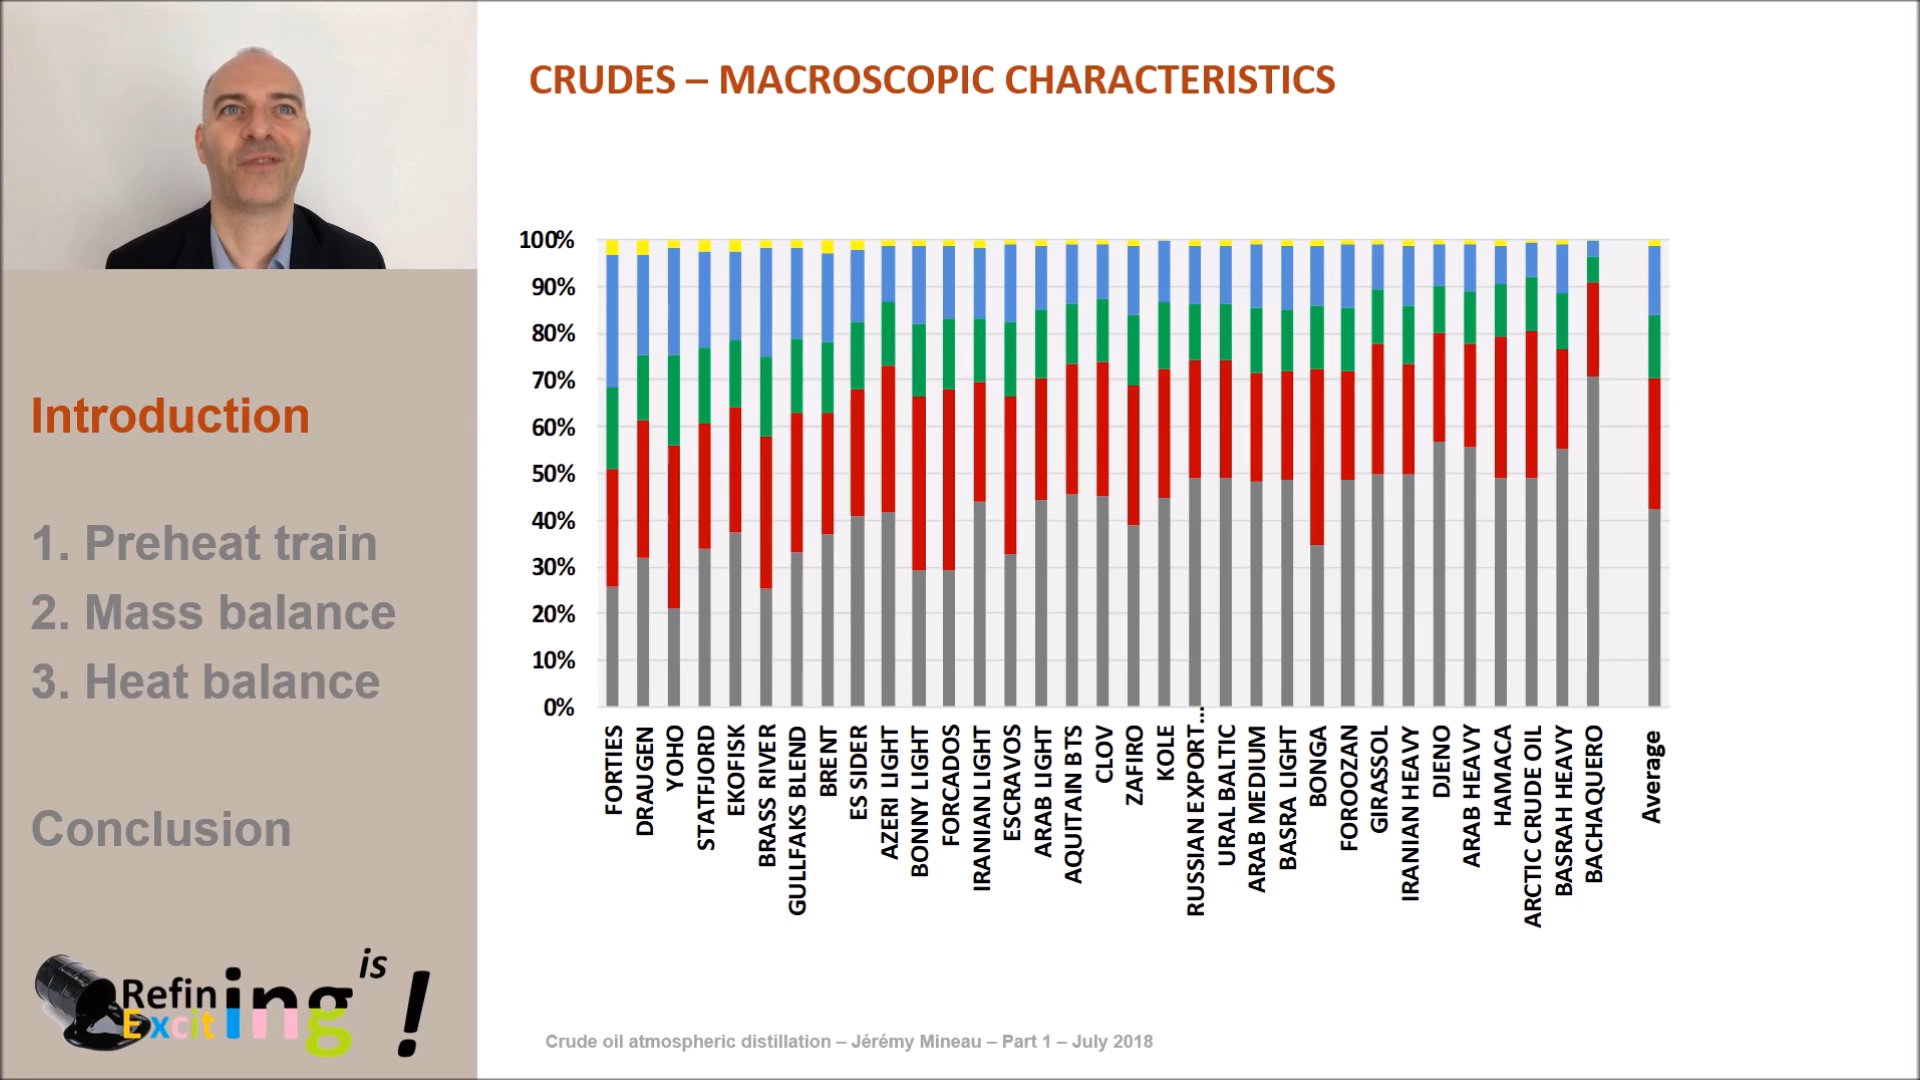 CRUDES – MACROSCOPIC CHARACTERISTICS
Introduction
1. Preheat train
2. Mass balance
3. Heat balance
Conclusion
Refining is
Exciting !
100%
90%
80%
70%
60%
50%
40%
30%
20%
10%
0%
FORTIES
DRAUGEN
YOHO
STATFJORD
EKOFISK
BRASS RIVER
GULLFAKS BLEND
BRENT
ES SIDER
AZERI LIGHT
BONNY LIGHT
FORCADOS
IRANIAN LIGHT
ESCRAVOS
ARAB LIGHT
AQUITAIN BTS
CLOV
ZAFIRO
KOLE
RUSSIAN EXPORT...
URAL BALTIC
ARAB MEDIUM
BASRA LIGHT
BONGA
FOROOZAN
GIRASSOL
IRANIAN HEAVY
DJENO
ARAB HEAVY
HAMACA
ARCTIC CRUDE OIL
BASRAH HEAVY
BACHAQUERO
Average
Crude oil atmospheric distillation – Jérémy Mineau – Part 1 – July 2018